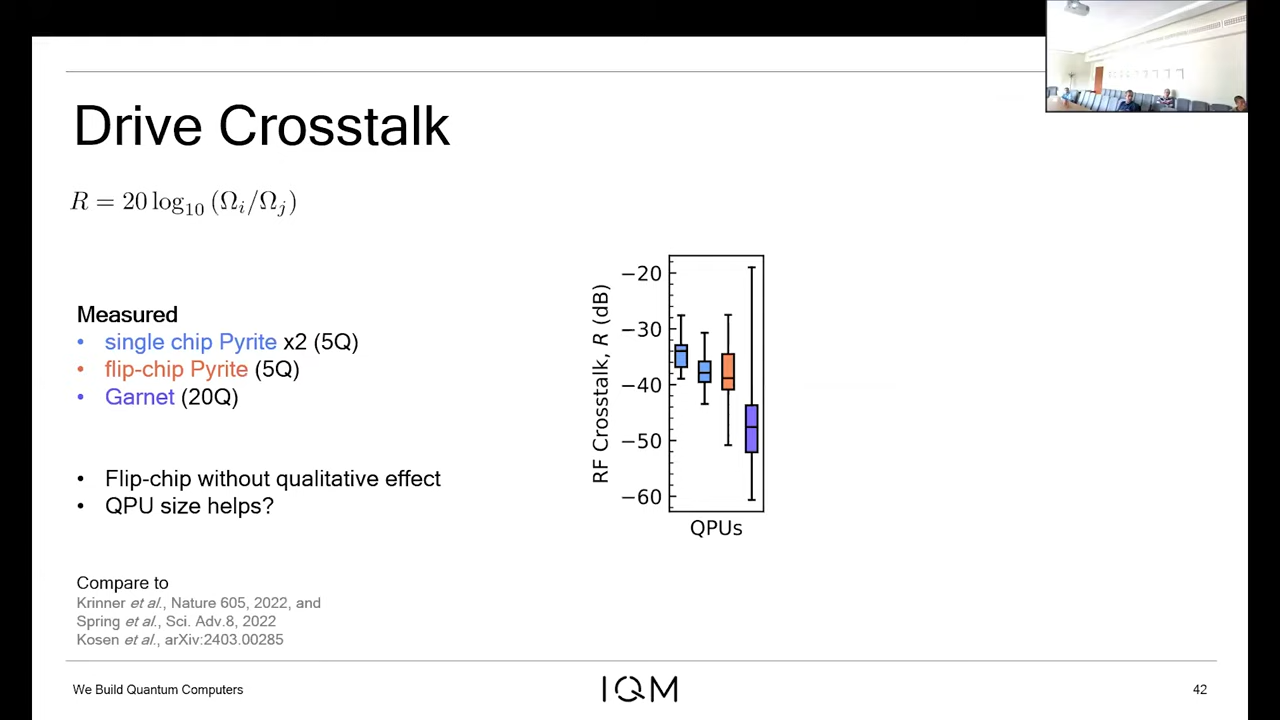 Drive Crosstalk
R = 20 log₁₀ (Ωᵢ/Ωⱼ)
Measured
• single chip Pyrite x2 (5Q)
• flip-chip Pyrite (5Q)
• Garnet (20Q)
• Flip-chip without qualitative effect
• QPU size helps?
Compare to
Krinner et al., Nature 605, 2022, and
Spring et al., Sci. Adv.8, 2022
Kosen et al., arXiv:2403.00285
RF Crosstalk, R (dB)
−20
−30
−40
−50
−60
QPUs
We Build Quantum Computers
IQM
42